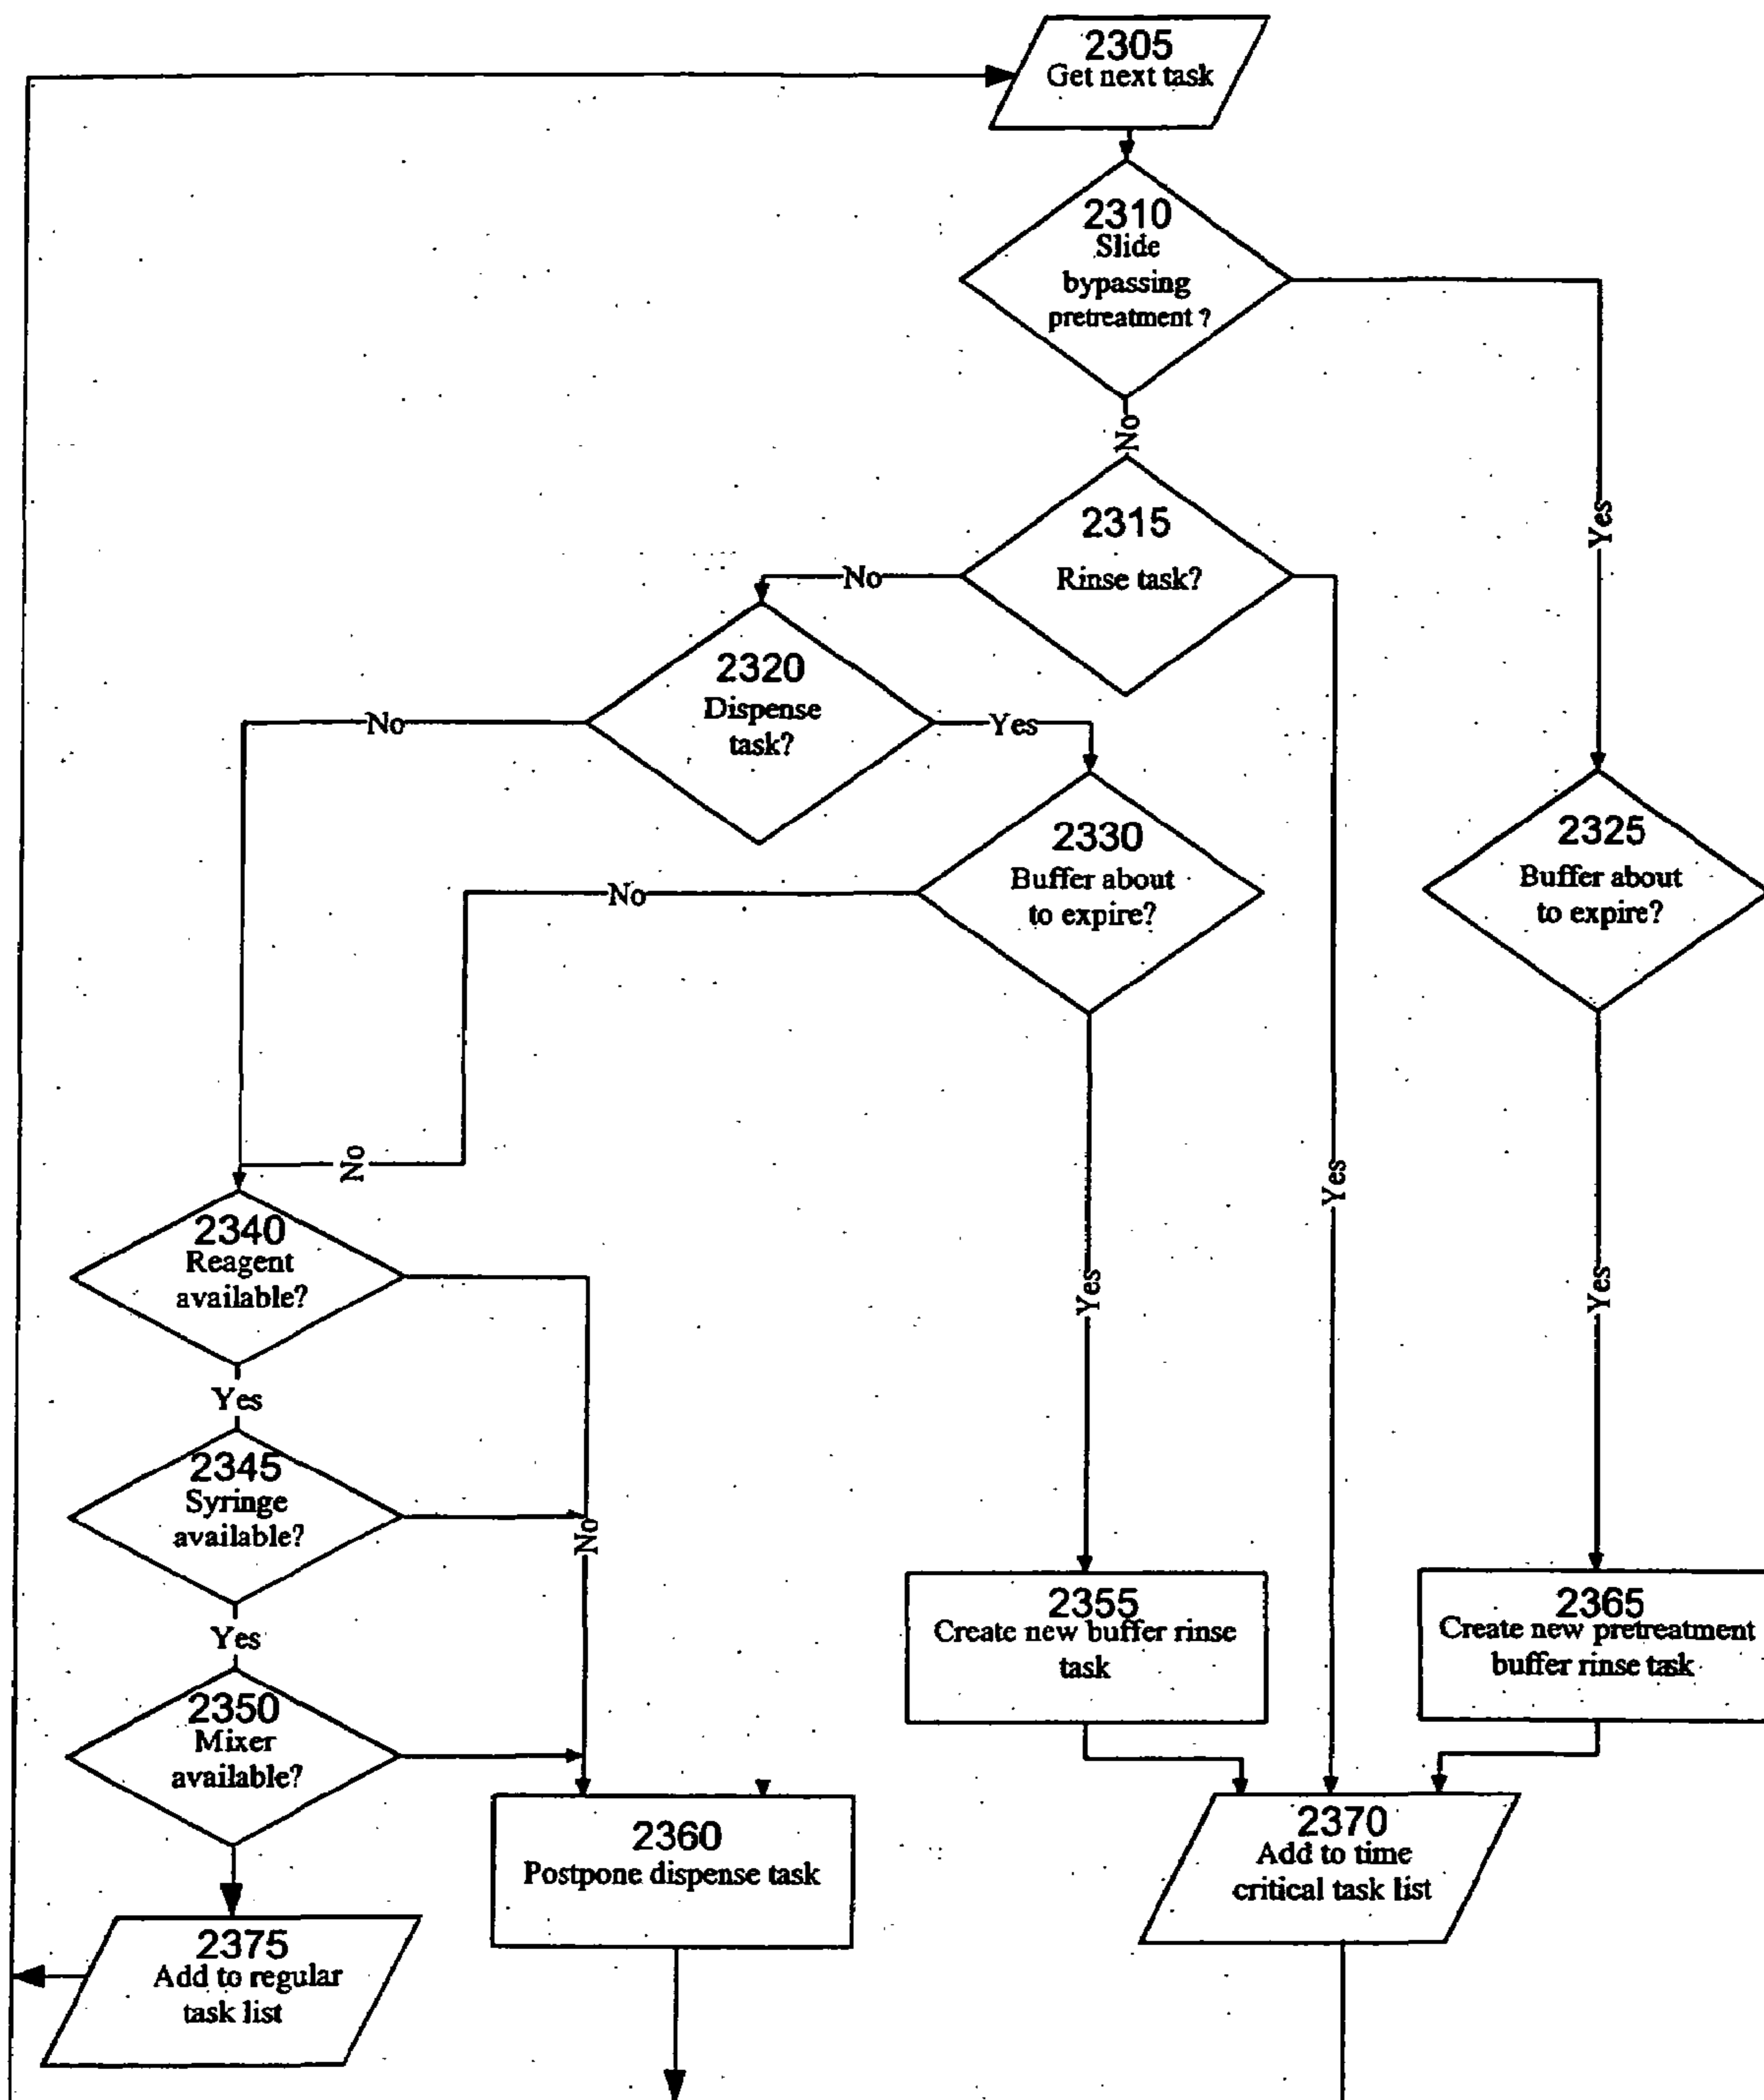 2305
Get next task
2310
Slide
bypassing
pretreatment ?
No
Yes
2315
Rinse task?
No
2320
Dispense
task?
No
Yes
2330
Buffer about
to expire?
No
2325
Buffer about
to expire?
No
Yes
2340
Reagent
available?
Yes
Yes
Yes
2345
Syringe
available?
No
Yes
2355
Create new buffer rinse
task
2365
Create new pretreatment
buffer rinse task
2350
Mixer
available?
2360
Postpone dispense task
2370
Add to time
critical task list
2375
Add to regular
task list